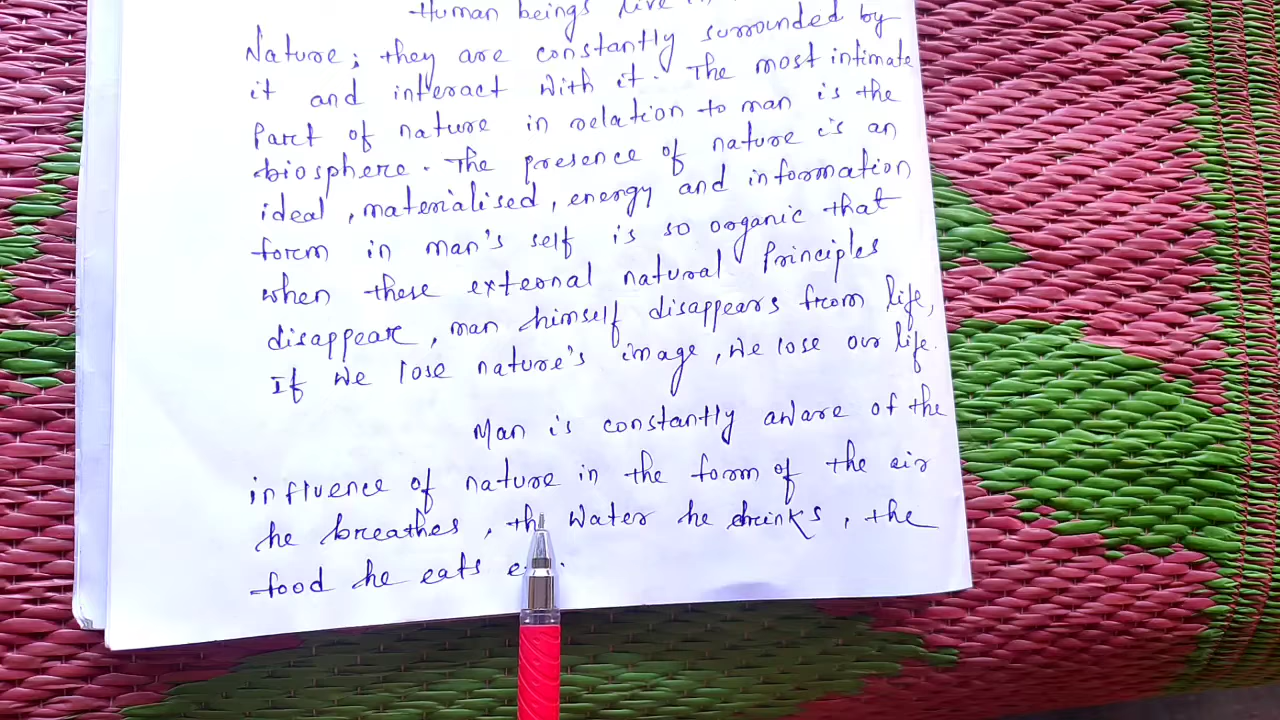 Human beings live
Nature; they are constantly surrounded by
it and interact with it. The most intimate
Part of nature in relation to man is the
biosphere. The presence of nature is an
ideal, materialised, energy and information
form in man's self is so organic that
when these external natural Principles
disappear, man himself disappears from life,
If we lose nature's image, we lose our life.
Man is constantly aware of the
influence of nature in the form of the air
he breathes, the water he drinks, the
food he eats